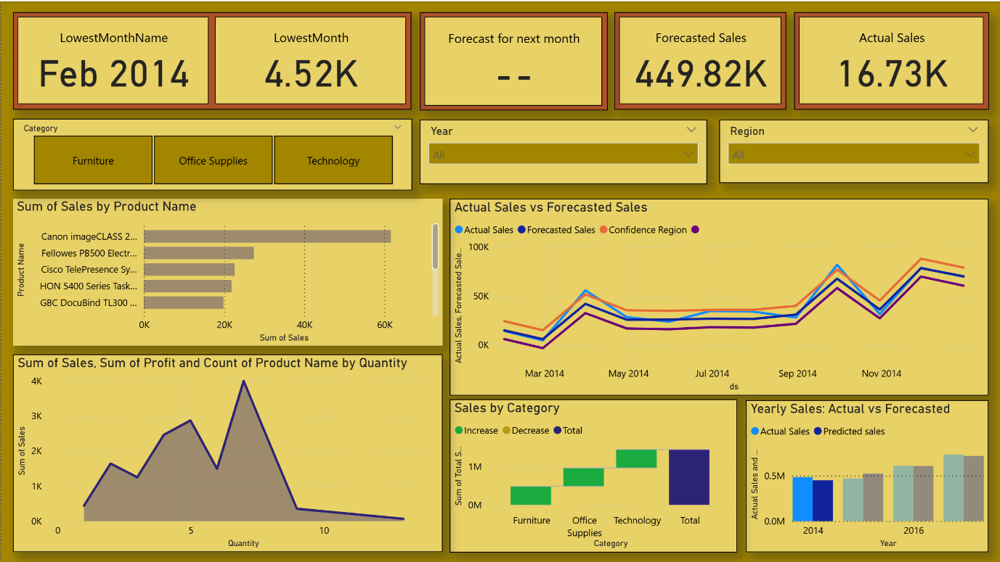 LowestMonthName
Feb 2014
LowestMonth
4.52K
Forecast for next month
--
Forecasted Sales
449.82K
Actual Sales
16.73K
Category
Furniture
Office Supplies
Technology
Year
All
Region
All
Sum of Sales by Product Name
Product Name
Canon imageCLASS 2...
Fellowes PB500 Electr...
Cisco TelePresence Sy...
HON 5400 Series Task...
GBC DocuBind TL300 ...
0K 20K 40K 60K
Sum of Sales
Actual Sales vs Forecasted Sales
Actual Sales Forecasted Sales Confidence Region
Actual Sales, Forecasted Sale...
100K
50K
0K
Mar 2014 May 2014 Jul 2014 Sep 2014 Nov 2014
ds
Sum of Sales, Sum of Profit and Count of Product Name by Quantity
Sum of Sales
4K
3K
2K
1K
0K
0 5 10
Quantity
Sales by Category
Increase Decrease Total
Sum of Total S...
1M
0M
Furniture Office Supplies Technology Total
Category
Yearly Sales: Actual vs Forecasted
Actual Sales Predicted sales
Actual Sales and ...
0.5M
0.0M
2014 2016
Year